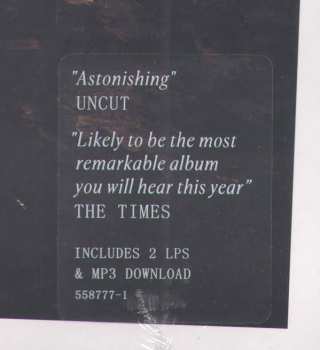 "Astonishing"
UNCUT
"Likely to be the most
remarkable album
you will hear this year"
THE TIMES
INCLUDES 2 LPS
& MP3 DOWNLOAD
558777-1